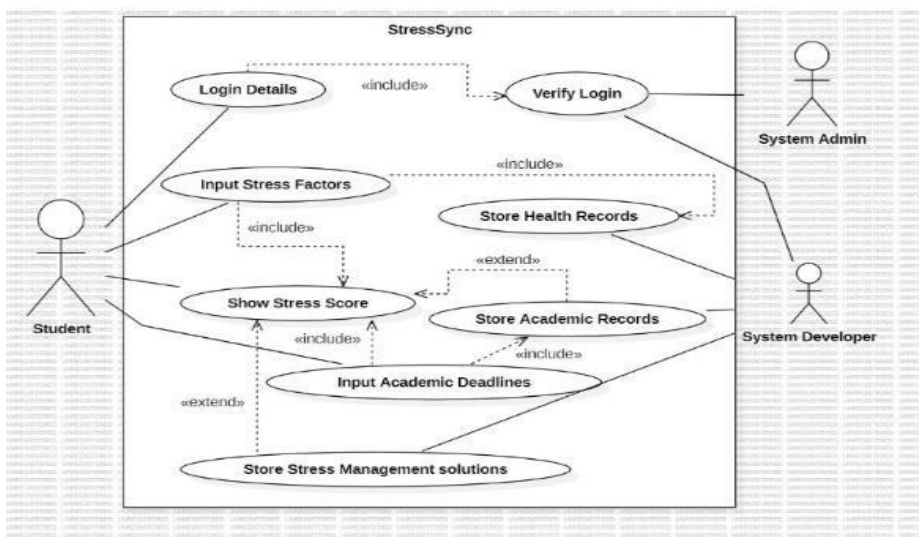 StressSync
Login Details
«include»
Verify Login
System Admin
Input Stress Factors
«include»
Store Health Records
«include»
«extend»
Show Stress Score
Store Academic Records
Student
System Developer
«include»
«include»
Input Academic Deadlines
«extend»
Store Stress Management solutions